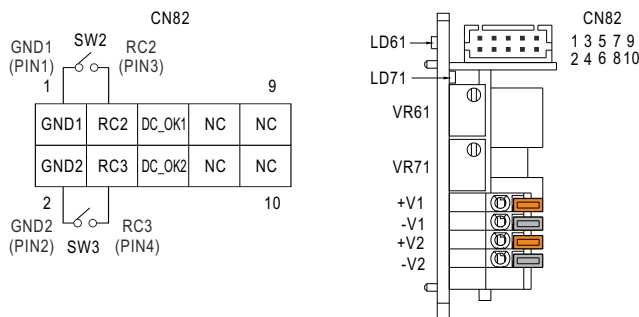 CN82
GND1
(PIN1)
SW2
RC2
(PIN3)
1
9
GND1 RC2 DC_OK1 NC NC
GND2 RC3 DC_OK2 NC NC
2
10
GND2
(PIN2)
SW3
RC3
(PIN4)
CN82
1 3 5 7 9
2 4 6 8 10
LD61
LD71
VR61
VR71
+V1
-V1
+V2
-V2